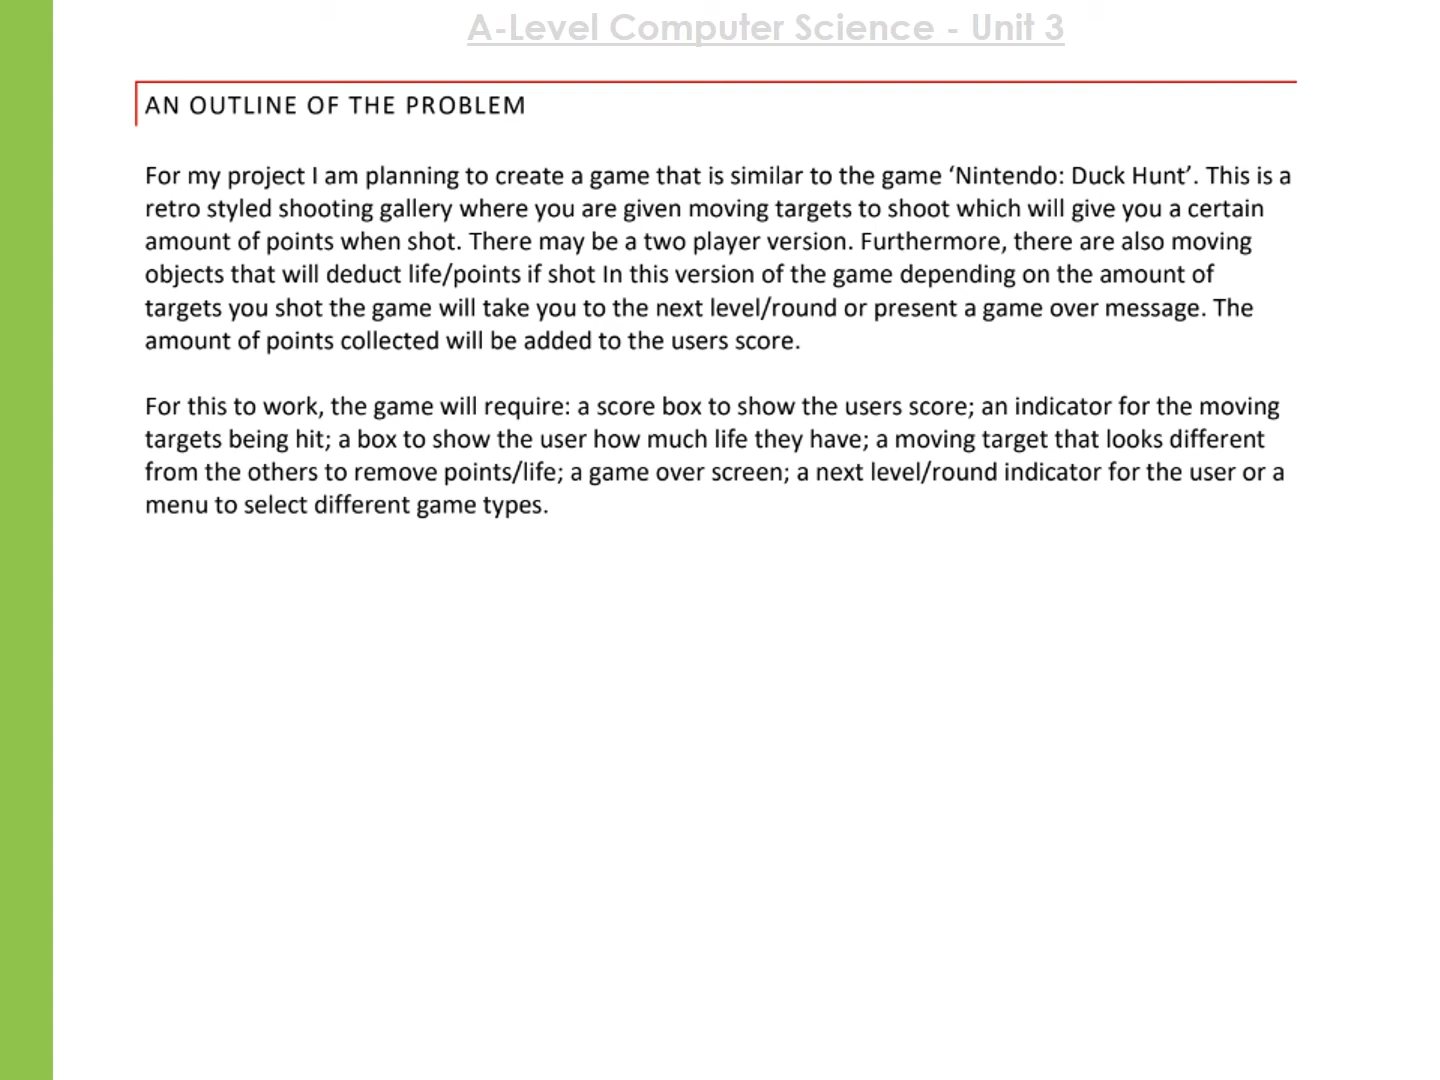 A-Level Computer Science - Unit 3
AN OUTLINE OF THE PROBLEM
For my project I am planning to create a game that is similar to the game ‘Nintendo: Duck Hunt’. This is a
retro styled shooting gallery where you are given moving targets to shoot which will give you a certain
amount of points when shot. There may be a two player version. Furthermore, there are also moving
objects that will deduct life/points if shot In this version of the game depending on the amount of
targets you shot the game will take you to the next level/round or present a game over message. The
amount of points collected will be added to the users score.
For this to work, the game will require: a score box to show the users score; an indicator for the moving
targets being hit; a box to show the user how much life they have; a moving target that looks different
from the others to remove points/life; a game over screen; a next level/round indicator for the user or a
menu to select different game types.